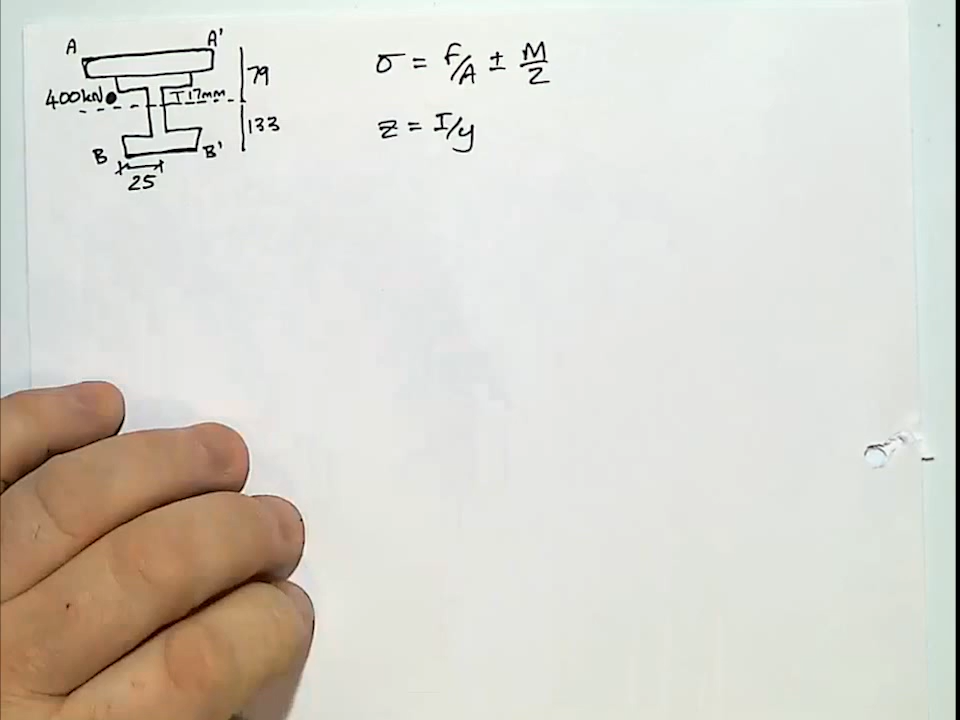 A A'
79
400kN 17mm
133
B B'
25
σ = F/A ± M/Z
z = I/y